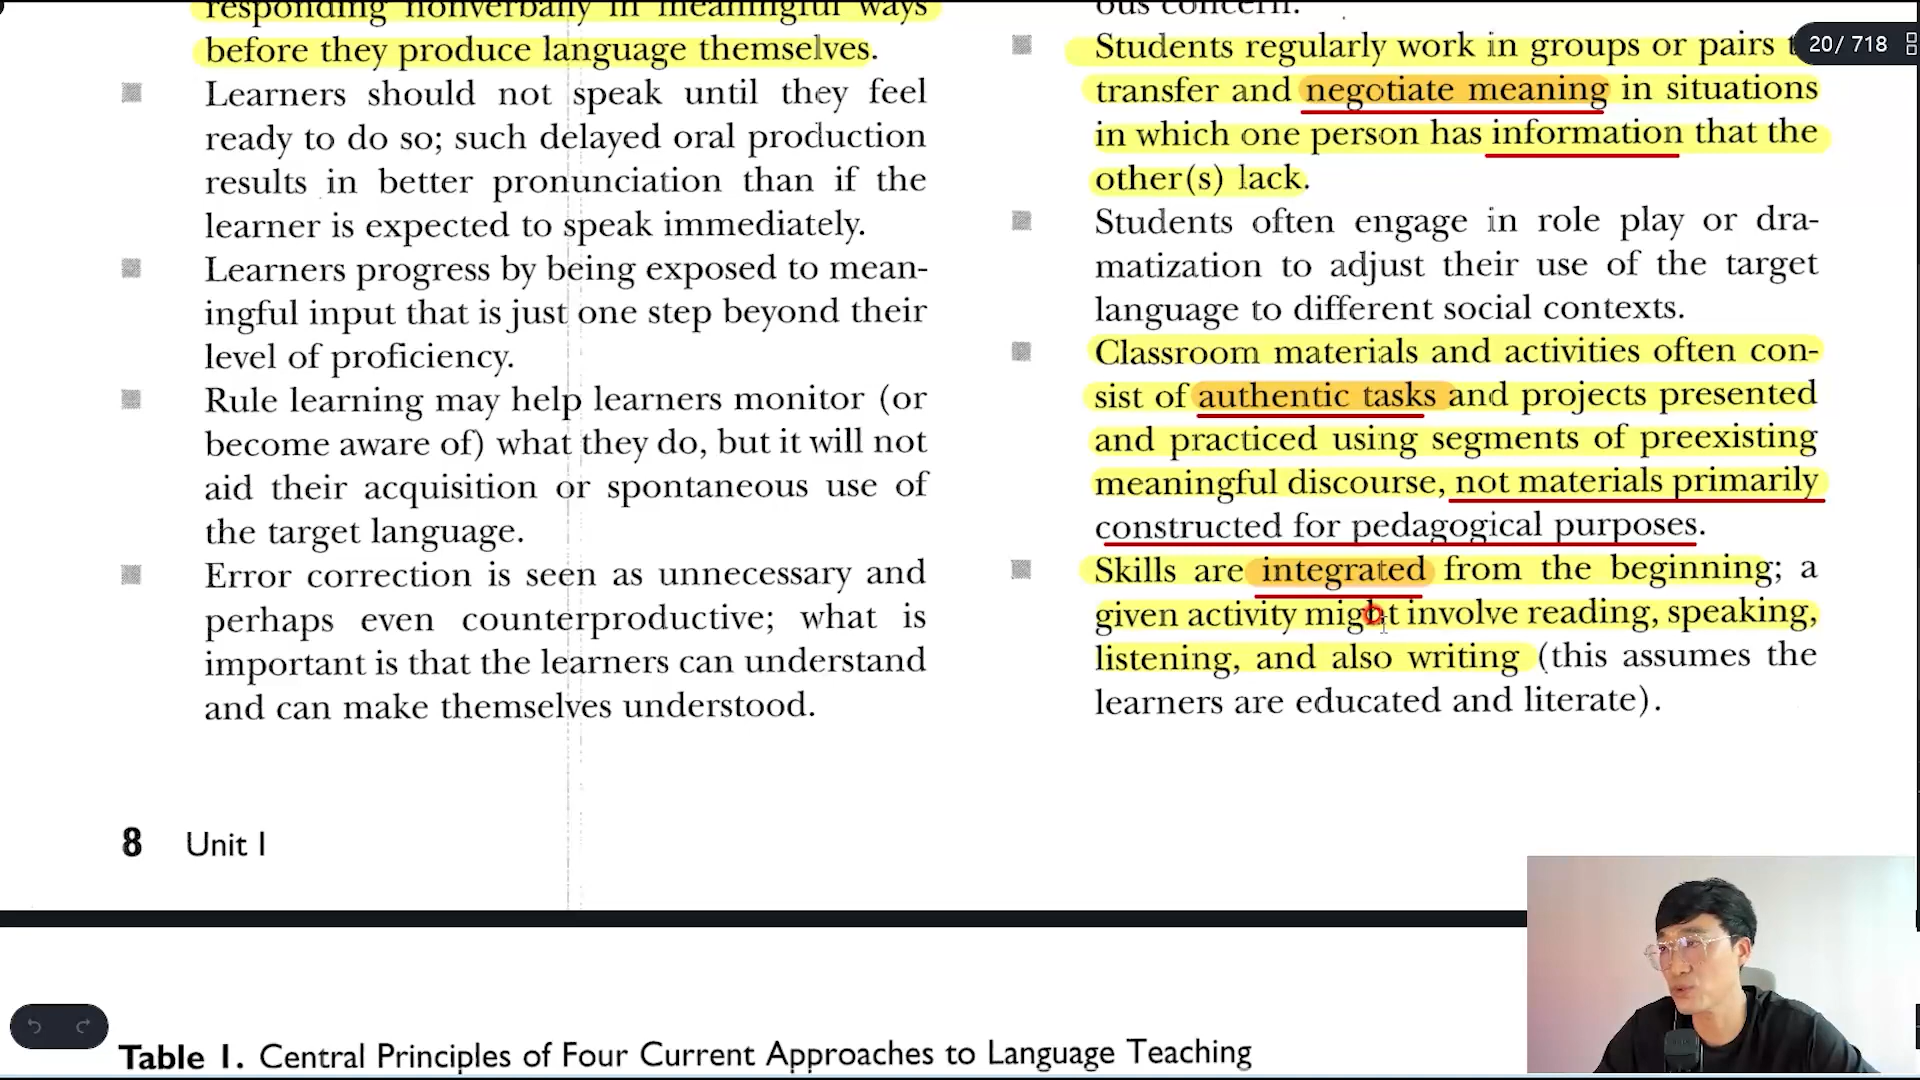 responding nonverbally in meaningful ways
before they produce language themselves.
Learners should not speak until they feel
ready to do so; such delayed oral production
results in better pronunciation than if the
learner is expected to speak immediately.
Learners progress by being exposed to mean-
ingful input that is just one step beyond their
level of proficiency.
Rule learning may help learners monitor (or
become aware of) what they do, but it will not
aid their acquisition or spontaneous use of
the target language.
Error correction is seen as unnecessary and
perhaps even counterproductive; what is
important is that the learners can understand
and can make themselves understood.
8 Unit I
ous concern.
Students regularly work in groups or pairs
transfer and negotiate meaning in situations
in which one person has information that the
other(s) lack.
Students often engage in role play or dra-
matization to adjust their use of the target
language to different social contexts.
Classroom materials and activities often con-
sist of authentic tasks and projects presented
and practiced using segments of preexisting
meaningful discourse, not materials primarily
constructed for pedagogical purposes.
Skills are integrated from the beginning; a
given activity might involve reading, speaking,
listening, and also writing (this assumes the
learners are educated and literate).
20/ 718
Table 1. Central Principles of Four Current Approaches to Language Teaching